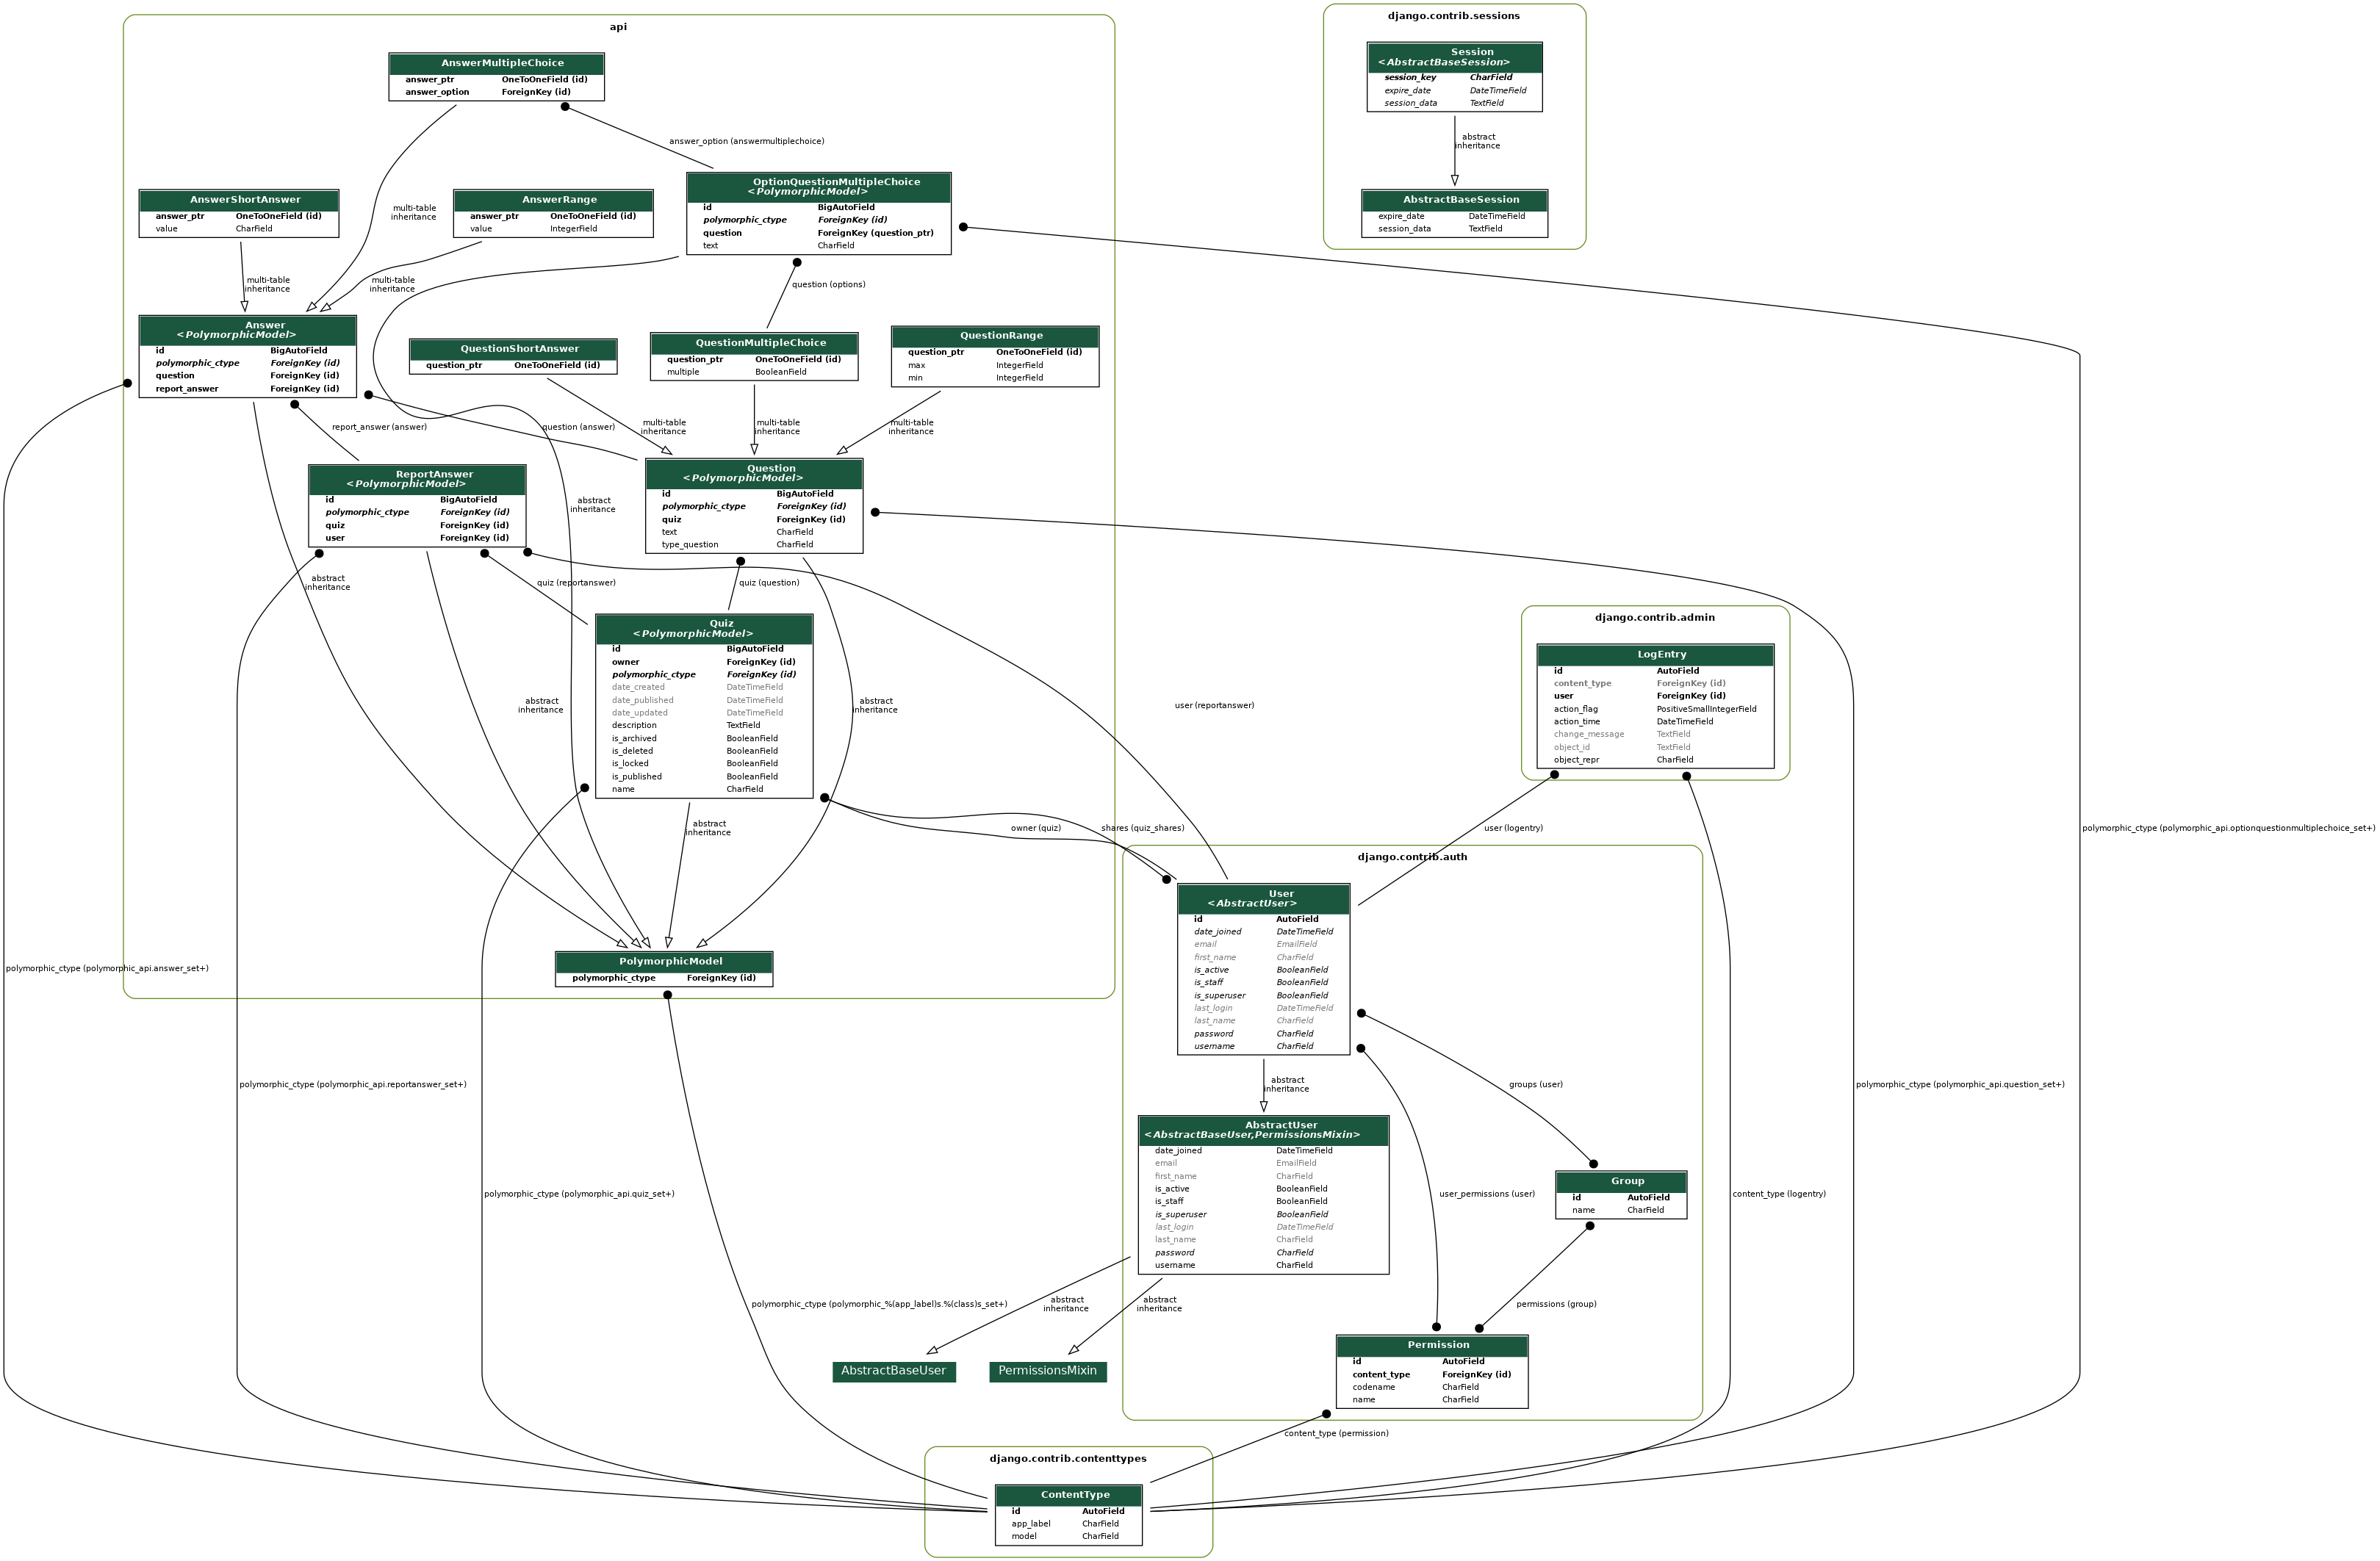 api
AnswerMultipleChoice
answer_ptr OneToOneField (id)
answer_option ForeignKey (id)
answer_option (answermultiplechoice)
AnswerShortAnswer
answer_ptr OneToOneField (id)
value CharField
multi-table
inheritance
AnswerRange
answer_ptr OneToOneField (id)
value IntegerField
OptionQuestionMultipleChoice
<PolymorphicModel>
id BigAutoField
polymorphic_ctype ForeignKey (id)
question ForeignKey (question_ptr)
text CharField
multi-table
inheritance
multi-table
inheritance
question (options)
Answer
<PolymorphicModel>
id BigAutoField
polymorphic_ctype ForeignKey (id)
question ForeignKey (id)
report_answer ForeignKey (id)
QuestionShortAnswer
question_ptr OneToOneField (id)
QuestionMultipleChoice
question_ptr OneToOneField (id)
multiple BooleanField
QuestionRange
question_ptr OneToOneField (id)
max IntegerField
min IntegerField
report_answer (answer)
question (answer)
multi-table
inheritance
multi-table
inheritance
multi-table
inheritance
ReportAnswer
<PolymorphicModel>
id BigAutoField
polymorphic_ctype ForeignKey (id)
quiz ForeignKey (id)
user ForeignKey (id)
abstract
inheritance
Question
<PolymorphicModel>
id BigAutoField
polymorphic_ctype ForeignKey (id)
quiz ForeignKey (id)
text CharField
type_question CharField
abstract
inheritance
quiz (reportanswer)
quiz (question)
Quiz
<PolymorphicModel>
id BigAutoField
owner ForeignKey (id)
polymorphic_ctype ForeignKey (id)
date_created DateTimeField
date_published DateTimeField
date_updated DateTimeField
description TextField
is_archived BooleanField
is_deleted BooleanField
is_locked BooleanField
is_published BooleanField
name CharField
abstract
inheritance
abstract
inheritance
user (reportanswer)
abstract
inheritance
owner (quiz)
shares (quiz_shares)
PolymorphicModel
polymorphic_ctype ForeignKey (id)
polymorphic_ctype (polymorphic_api.answer_set+)
polymorphic_ctype (polymorphic_api.reportanswer_set+)
polymorphic_ctype (polymorphic_api.quiz_set+)
polymorphic_ctype (polymorphic_%(app_label)s.%(class)s_set+)
django.contrib.sessions
Session
<AbstractBaseSession>
session_key CharField
expire_date DateTimeField
session_data TextField
abstract
inheritance
AbstractBaseSession
expire_date DateTimeField
session_data TextField
django.contrib.admin
LogEntry
id AutoField
content_type ForeignKey (id)
user ForeignKey (id)
action_flag PositiveSmallIntegerField
action_time DateTimeField
change_message TextField
object_id TextField
object_repr CharField
user (logentry)
polymorphic_ctype (polymorphic_api.optionquestionmultiplechoice_set+)
django.contrib.auth
User
<AbstractUser>
id AutoField
date_joined DateTimeField
email EmailField
first_name CharField
is_active BooleanField
is_staff BooleanField
is_superuser BooleanField
last_login DateTimeField
last_name CharField
password CharField
username CharField
abstract
inheritance
groups (user)
polymorphic_ctype (polymorphic_api.question_set+)
AbstractUser
<AbstractBaseUser,PermissionsMixin>
date_joined DateTimeField
email EmailField
first_name CharField
is_active BooleanField
is_staff BooleanField
is_superuser BooleanField
last_login DateTimeField
last_name CharField
password CharField
username CharField
user_permissions (user)
Group
id AutoField
name CharField
content_type (logentry)
abstract
inheritance
abstract
inheritance
permissions (group)
AbstractBaseUser
PermissionsMixin
Permission
id AutoField
content_type ForeignKey (id)
codename CharField
name CharField
content_type (permission)
django.contrib.contenttypes
ContentType
id AutoField
app_label CharField
model CharField